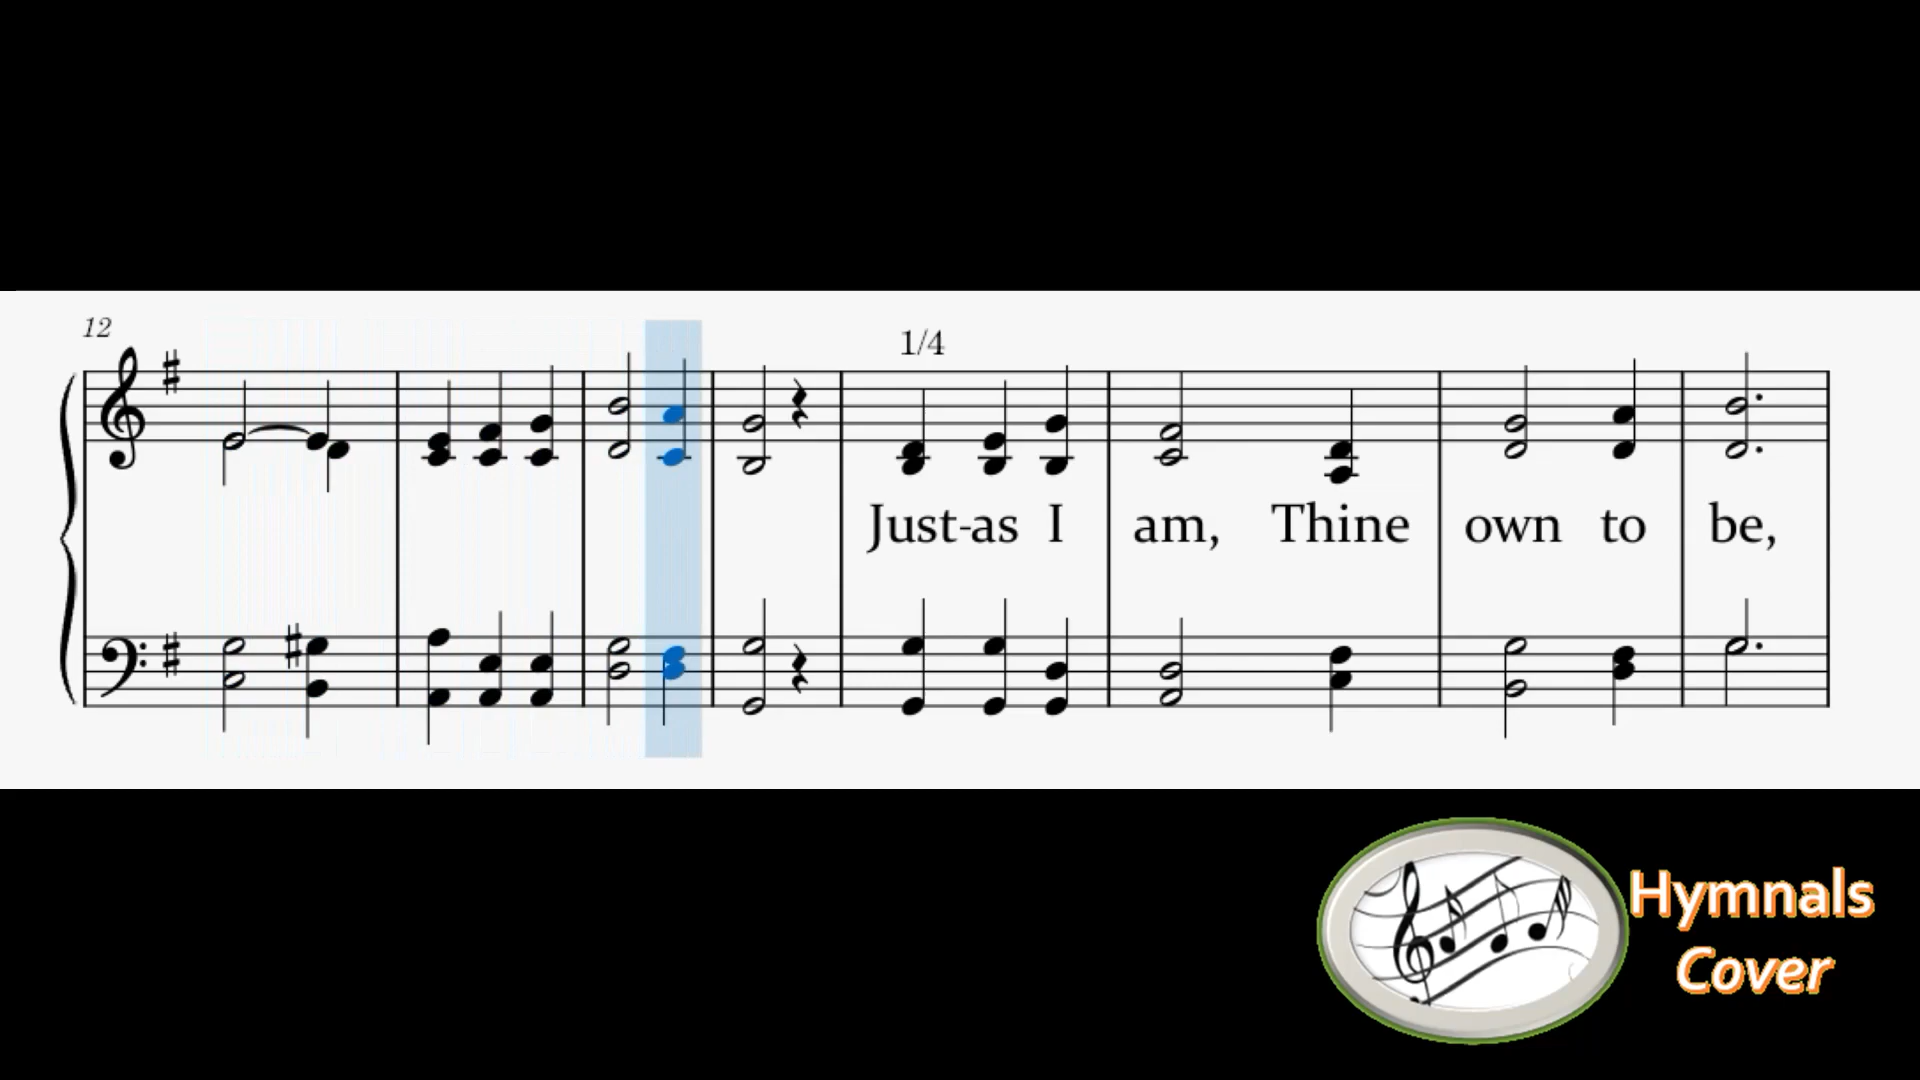 12
1/4
Just-as I am, Thine own to be,
Hymnals
Cover